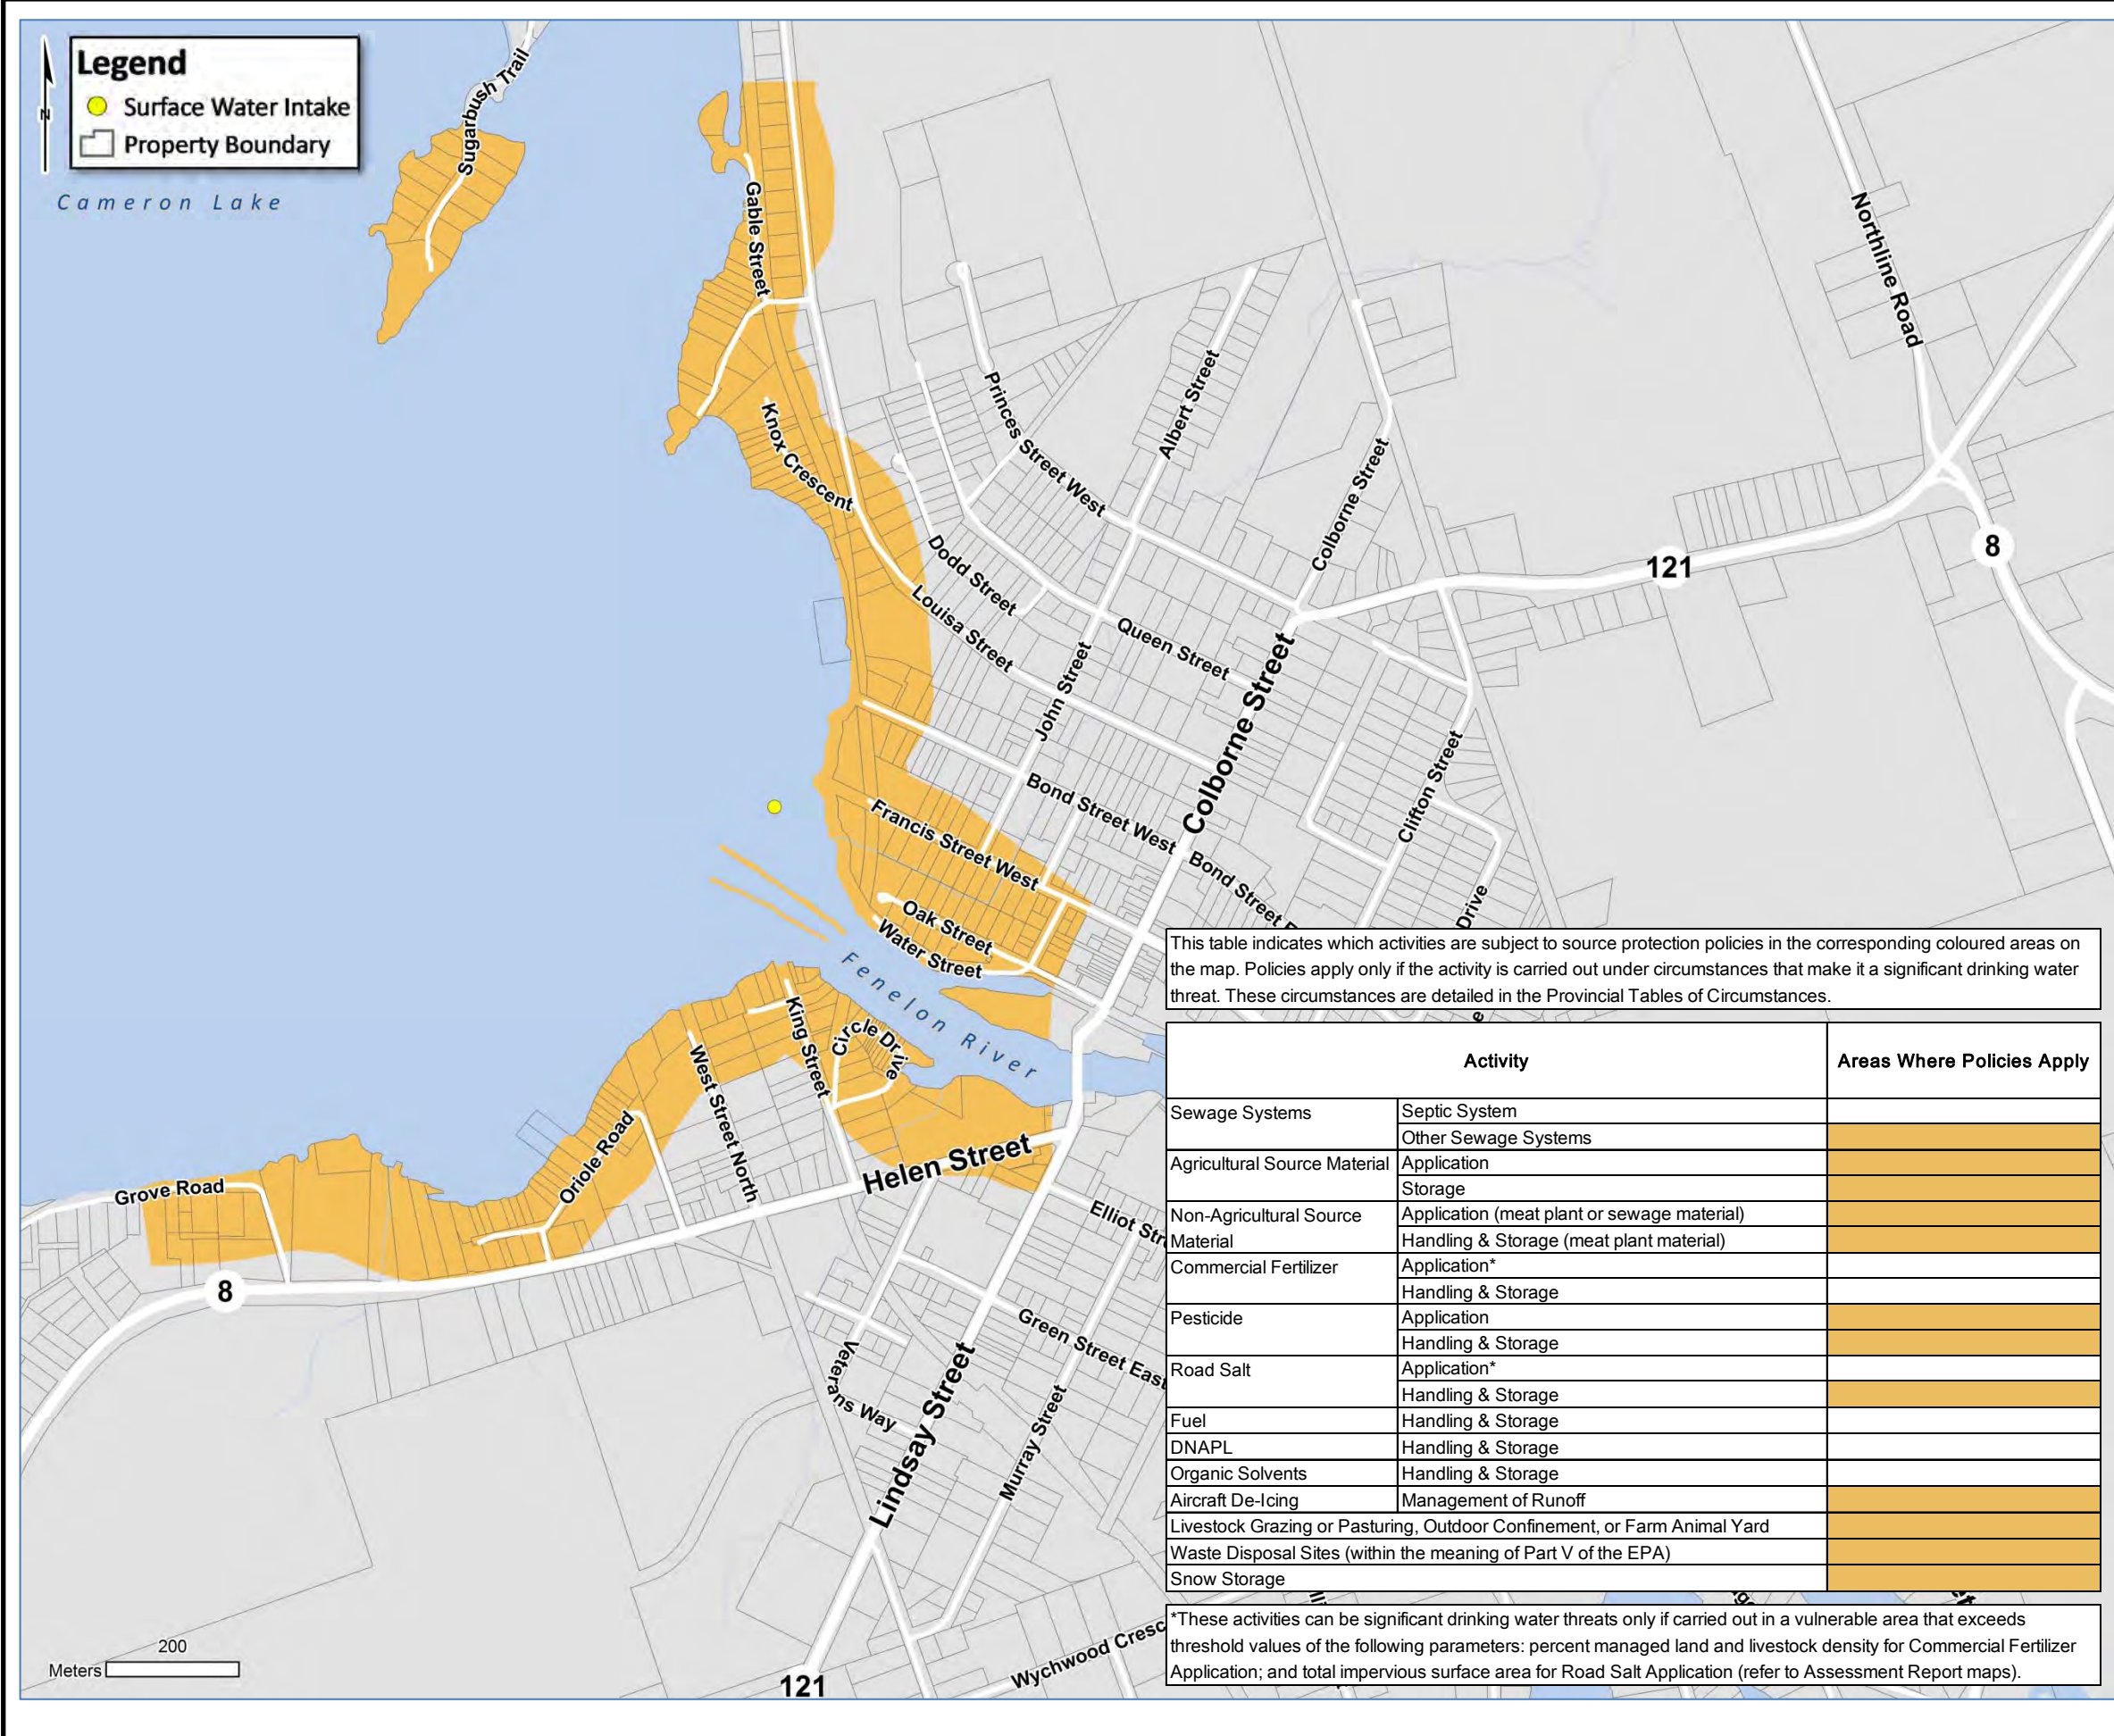 Legend
N
Surface Water Intake
Property Boundary
Cameron Lake
Sugarbush Trail
Gable Street
Knox Crescent
Princes Street West
Albert Street
Colborne Street
Northline Road
8
121
Dodd Street
Louisa Street
Queen Street
John Street
Colborne Street
Clifton Street
Bond Street West
Bond Street E
Drive
Francis Street West
Oak Street
Water Street
Fenelon River
King Street
Circle Drive
West Street North
Oriole Road
Grove Road
Helen Street
8
Elliot Str
Green Street East
Veterans Way
Lindsay Street
Murray Street
Wychwood Cresc
121
200
Meters
This table indicates which activities are subject to source protection policies in the corresponding coloured areas on
the map. Policies apply only if the activity is carried out under circumstances that make it a significant drinking water
threat. These circumstances are detailed in the Provincial Tables of Circumstances.
Activity Areas Where Policies Apply
Sewage Systems Septic System
Other Sewage Systems
Agricultural Source Material Application
Storage
Non-Agricultural Source Application (meat plant or sewage material)
Material Handling & Storage (meat plant material)
Commercial Fertilizer Application*
Handling & Storage
Pesticide Application
Handling & Storage
Road Salt Application*
Handling & Storage
Fuel Handling & Storage
DNAPL Handling & Storage
Organic Solvents Handling & Storage
Aircraft De-Icing Management of Runoff
Livestock Grazing or Pasturing, Outdoor Confinement, or Farm Animal Yard
Waste Disposal Sites (within the meaning of Part V of the EPA)
Snow Storage
*These activities can be significant drinking water threats only if carried out in a vulnerable area that exceeds
threshold values of the following parameters: percent managed land and livestock density for Commercial Fertilizer
Application; and total impervious surface area for Road Salt Application (refer to Assessment Report maps).